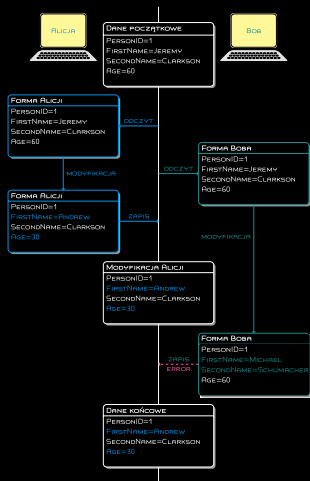 Alicja
Bob
Dane początkowe
PersonID=1
FirstName=Jeremy
SecondName=Clarkson
Age=60
Forma Alicji
PersonID=1
FirstName=Jeremy
SecondName=Clarkson
Age=60
odczyt
Forma Boba
PersonID=1
FirstName=Jeremy
SecondName=Clarkson
Age=60
odczyt
modyfikacja
Forma Alicji
PersonID=1
FirstName=Andrew
SecondName=Clarkson
Age=30
zapis
modyfikacja
Modyfikacja Alicji
PersonID=1
FirstName=Andrew
SecondName=Clarkson
Age=30
Forma Boba
PersonID=1
FirstName=Michael
SecondName=Schumacher
Age=60
zapis
error
Dane końcowe
PersonID=1
FirstName=Andrew
SecondName=Clarkson
Age=30